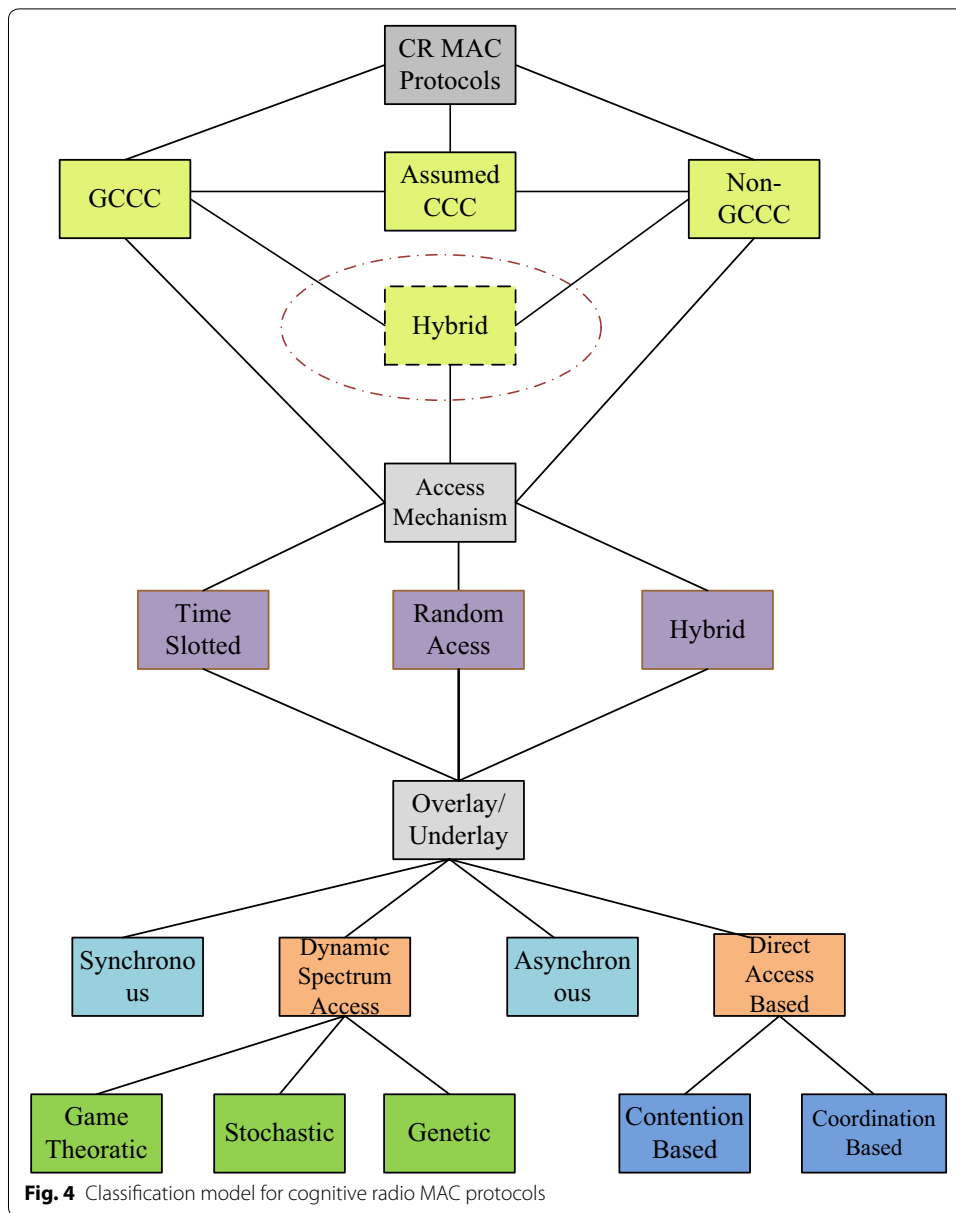 CR MAC
Protocols
GCCC
Assumed
CCC
Non-
GCCC
Hybrid
Access
Mechanism
Time
Slotted
Random
Acess
Hybrid
Overlay/
Underlay
Synchrono
us
Dynamic
Spectrum
Access
Asynchron
ous
Direct
Access
Based
Game
Theoratic
Stochastic
Genetic
Contention
Based
Coordination
Based
Fig. 4 Classification model for cognitive radio MAC protocols